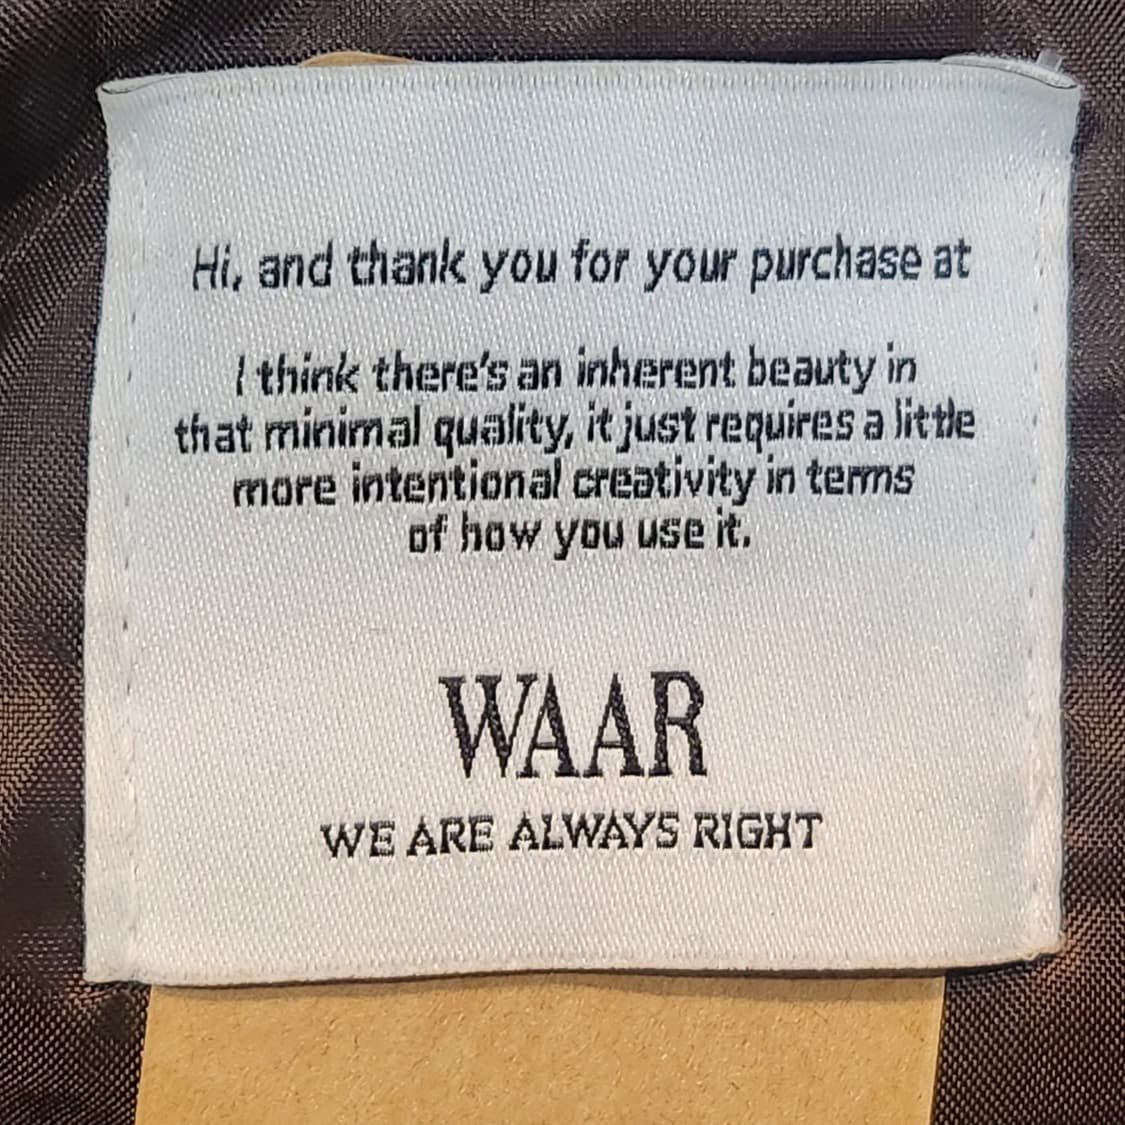 Hi, and thank you for your purchase at
I think there's an inherent beauty in
that minimal quality, it just requires a little
more intentional creativity in terms
of how you use it.
WAAR
WE ARE ALWAYS RIGHT